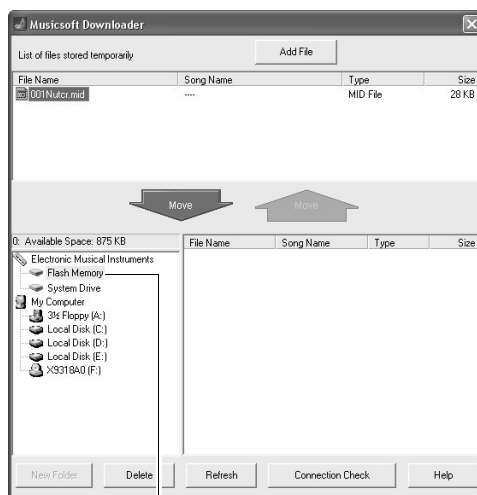 Musicsoft Downloader
List of files stored temporarily
Add File
File Name Song Name Type Size
001Nutcr.mid ---- MID File 28 KB
Move Move
0: Available Space: 875 KB
File Name Song Name Type Size
Electronic Musical Instruments
Flash Memory
System Drive
My Computer
3½ Floppy (A:)
Local Disk (C:)
Local Disk (D:)
Local Disk (E:)
X9318A0 (F:)
New Folder Delete Refresh Connection Check Help